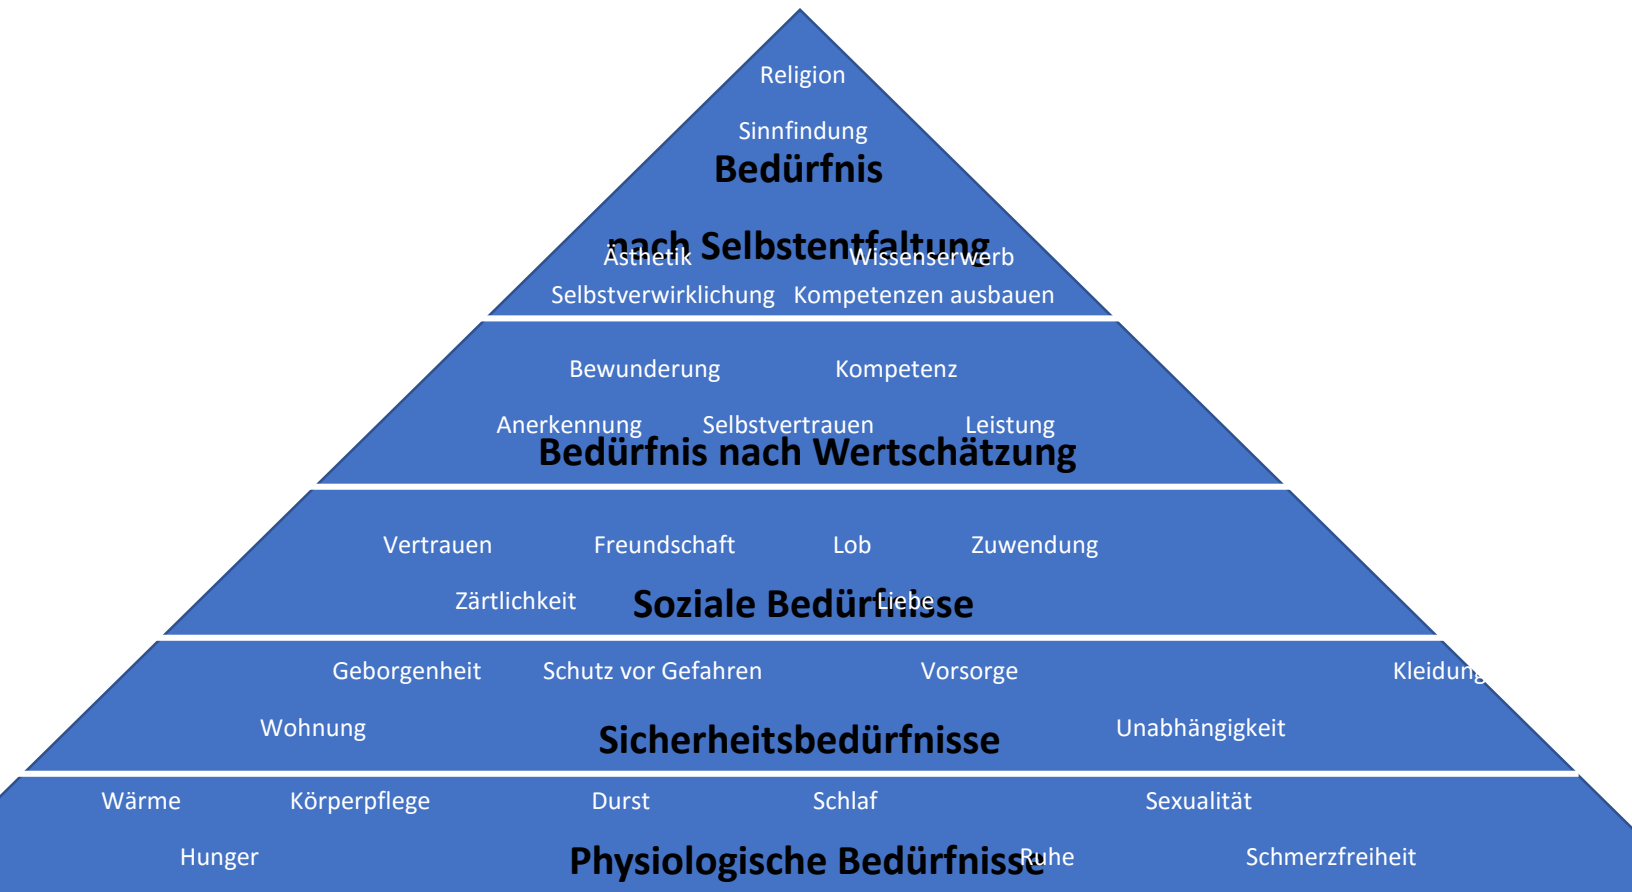 Religion
Sinnfindung
Bedürfnis
nach Selbstentfaltung
Ästhetik Wissenserwerb
Selbstverwirklichung Kompetenzen ausbauen
Bewunderung Kompetenz
Anerkennung Selbstvertrauen Leistung
Bedürfnis nach Wertschätzung
Vertrauen Freundschaft Lob Zuwendung
Zärtlichkeit Liebe
Soziale Bedürfnisse
Geborgenheit Schutz vor Gefahren Vorsorge Kleidung
Wohnung Unabhängigkeit
Sicherheitsbedürfnisse
Wärme Körperpflege Durst Schlaf Sexualität
Hunger Ruhe Schmerzfreiheit
Physiologische Bedürfnisse